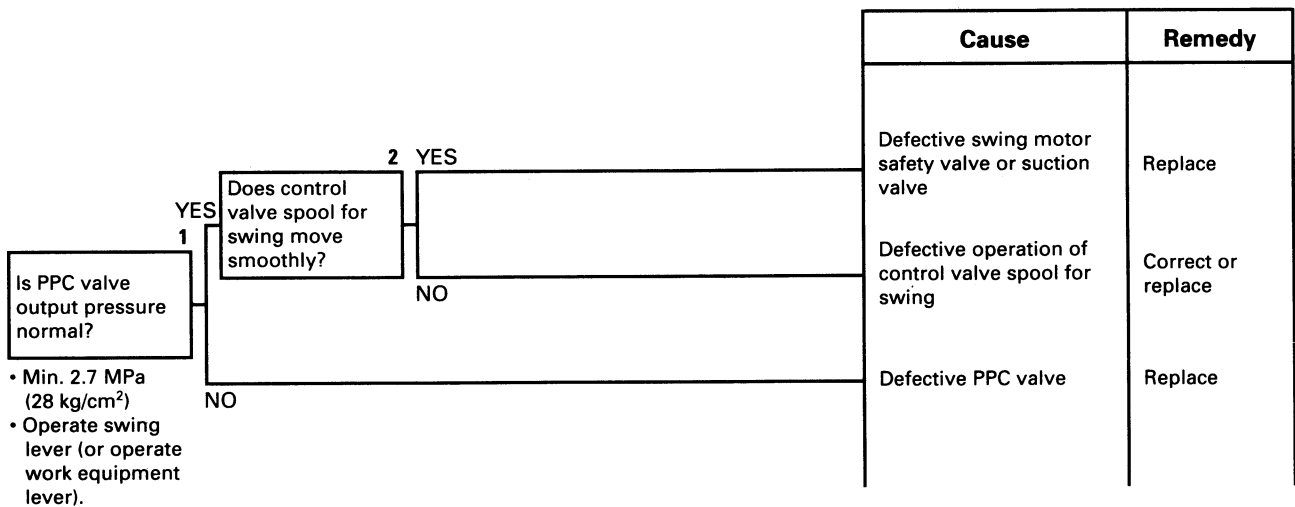 Cause
Remedy
Defective swing motor
safety valve or suction
valve
Replace
2 YES
Does control
valve spool for
swing move
smoothly?
YES
1
Is PPC valve
output pressure
normal?
NO
Defective operation of
control valve spool for
swing
Correct or
replace
• Min. 2.7 MPa
(28 kg/cm²)
• Operate swing
lever (or operate
work equipment
lever).
NO
Defective PPC valve
Replace